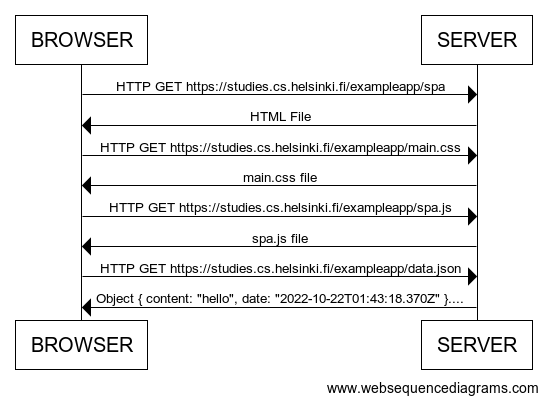 BROWSER SERVER
HTTP GET https://studies.cs.helsinki.fi/exampleapp/spa
HTML File
HTTP GET https://studies.cs.helsinki.fi/exampleapp/main.css
main.css file
HTTP GET https://studies.cs.helsinki.fi/exampleapp/spa.js
spa.js file
HTTP GET https://studies.cs.helsinki.fi/exampleapp/data.json
Object { content: "hello", date: "2022-10-22T01:43:18.370Z" }....
BROWSER SERVER
www.websequencediagrams.com